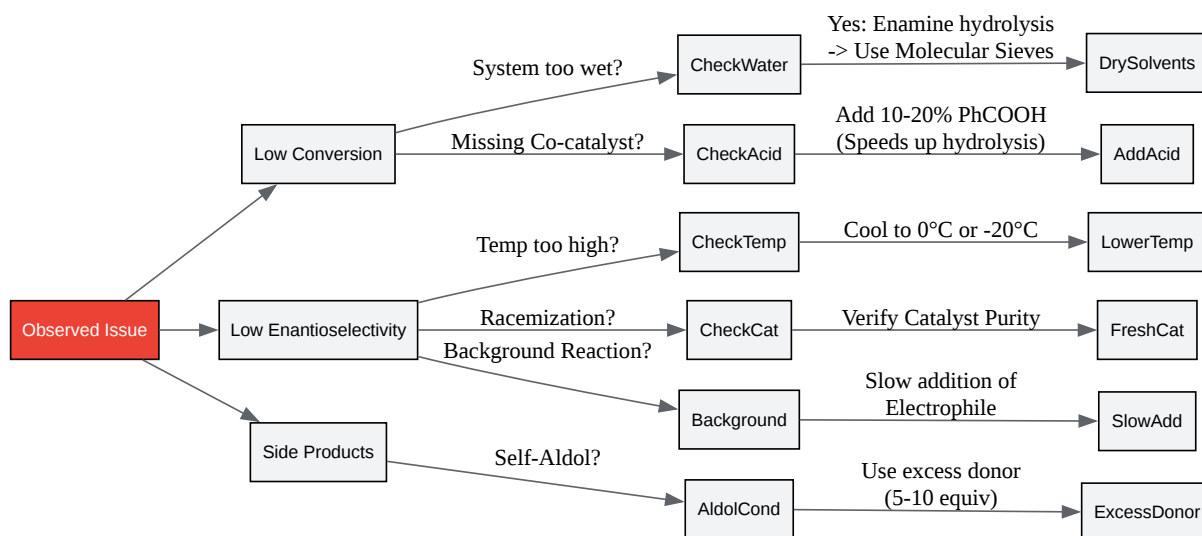 Observed Issue
Low Conversion
System too wet?
CheckWater
Yes: Enamine hydrolysis
-> Use Molecular Sieves
DrySolvents
Missing Co-catalyst?
CheckAcid
Add 10-20% PhCOOH
(Speeds up hydrolysis)
AddAcid
Low Enantioselectivity
Temp too high?
CheckTemp
Cool to 0°C or -20°C
LowerTemp
Racemization?
CheckCat
Verify Catalyst Purity
FreshCat
Background Reaction?
Background
Slow addition of
Electrophile
SlowAdd
Side Products
Self-Aldol?
AldolCond
Use excess donor
(5-10 equiv)
ExcessDonor